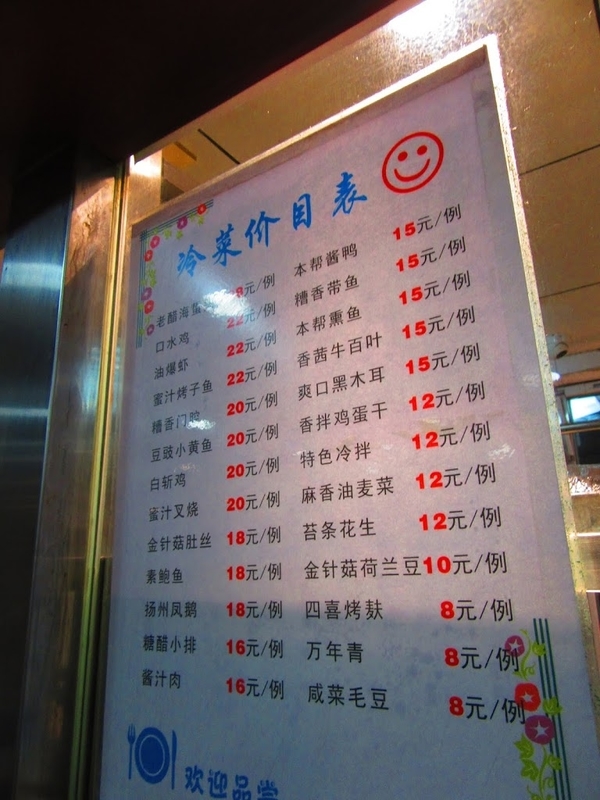 冷菜价目表
老醋海蜇 8元/例
口水鸡 22元/例
油爆虾 22元/例
蜜汁烤子鱼 22元/例
糟香门腔 20元/例
豆豉小黄鱼 20元/例
白斩鸡 20元/例
蜜汁叉烧 20元/例
金针菇肚丝 18元/例
素鲍鱼 18元/例
扬州凤鹅 18元/例
糖醋小排 16元/例
酱汁肉 16元/例
本帮酱鸭 15元/例
糟香带鱼 15元/例
本帮熏鱼 15元/例
香茜牛百叶 15元/例
爽口黑木耳 15元/例
香拌鸡蛋干 12元/例
特色冷拌 12元/例
麻香油麦菜 12元/例
苔条花生 12元/例
金针菇荷兰豆 10元/例
四喜烤麸 8元/例
万年青 8元/例
咸菜毛豆 8元/例
欢迎品尝